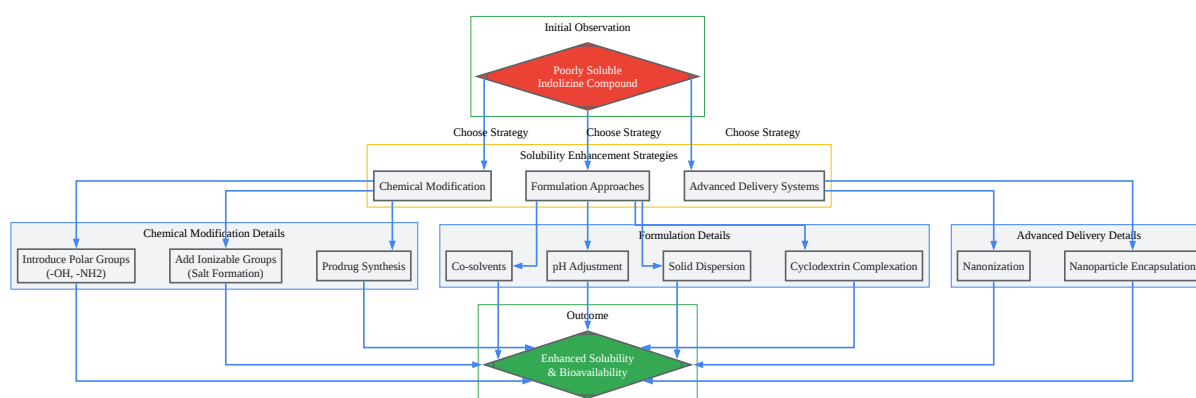 Initial Observation
Poorly Soluble
Indolizine Compound
Choose Strategy
Choose Strategy
Choose Strategy
Solubility Enhancement Strategies
Chemical Modification
Formulation Approaches
Advanced Delivery Systems
Chemical Modification Details
Formulation Details
Advanced Delivery Details
Introduce Polar Groups
(-OH, -NH2)
Add Ionizable Groups
(Salt Formation)
Prodrug Synthesis
Co-solvents
pH Adjustment
Solid Dispersion
Cyclodextrin Complexation
Nanonization
Nanoparticle Encapsulation
Outcome
Enhanced Solubility
& Bioavailability